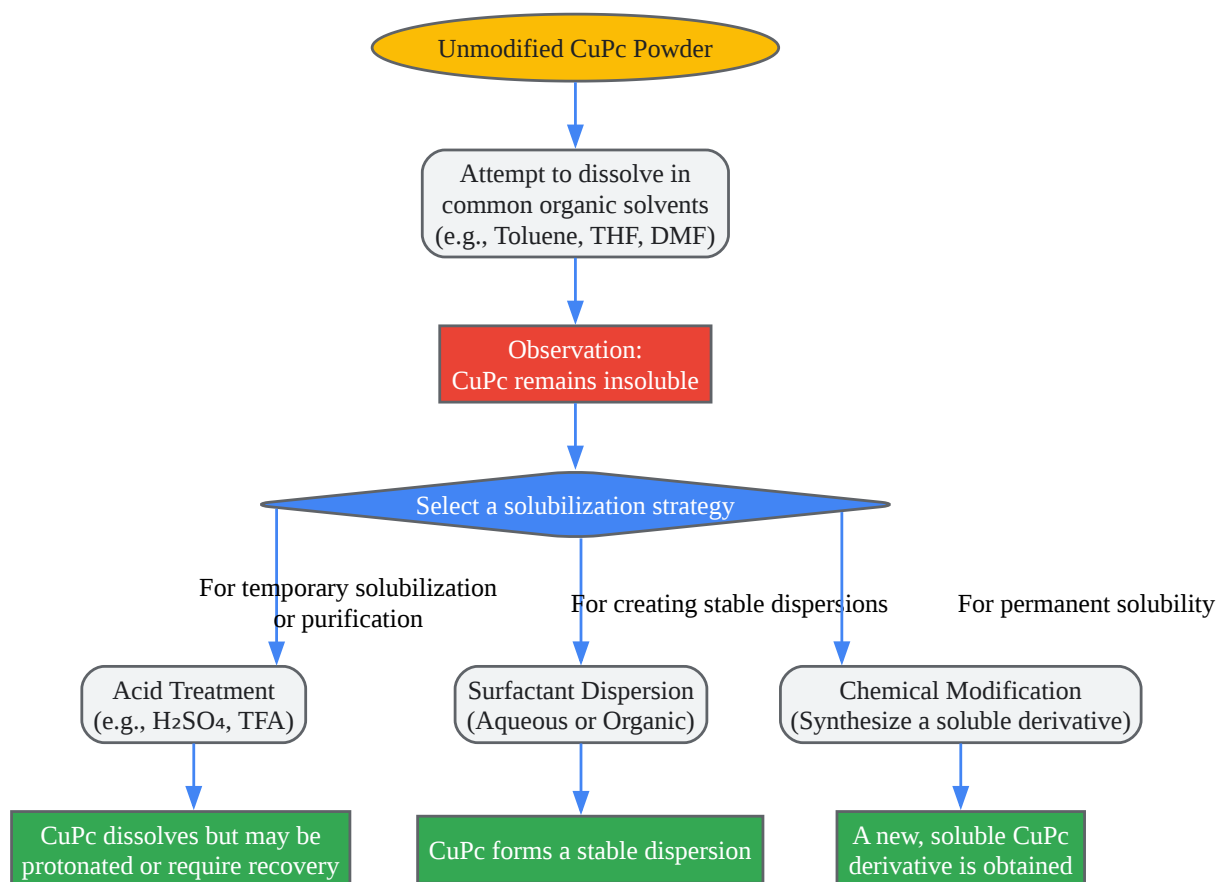 Unmodified CuPc Powder
Attempt to dissolve in
common organic solvents
(e.g., Toluene, THF, DMF)
Observation:
CuPc remains insoluble
Select a solubilization strategy
For temporary solubilization
or purification
For creating stable dispersions
For permanent solubility
Acid Treatment
(e.g., H₂SO₄, TFA)
Surfactant Dispersion
(Aqueous or Organic)
Chemical Modification
(Synthesize a soluble derivative)
CuPc dissolves but may be
protonated or require recovery
CuPc forms a stable dispersion
A new, soluble CuPc
derivative is obtained